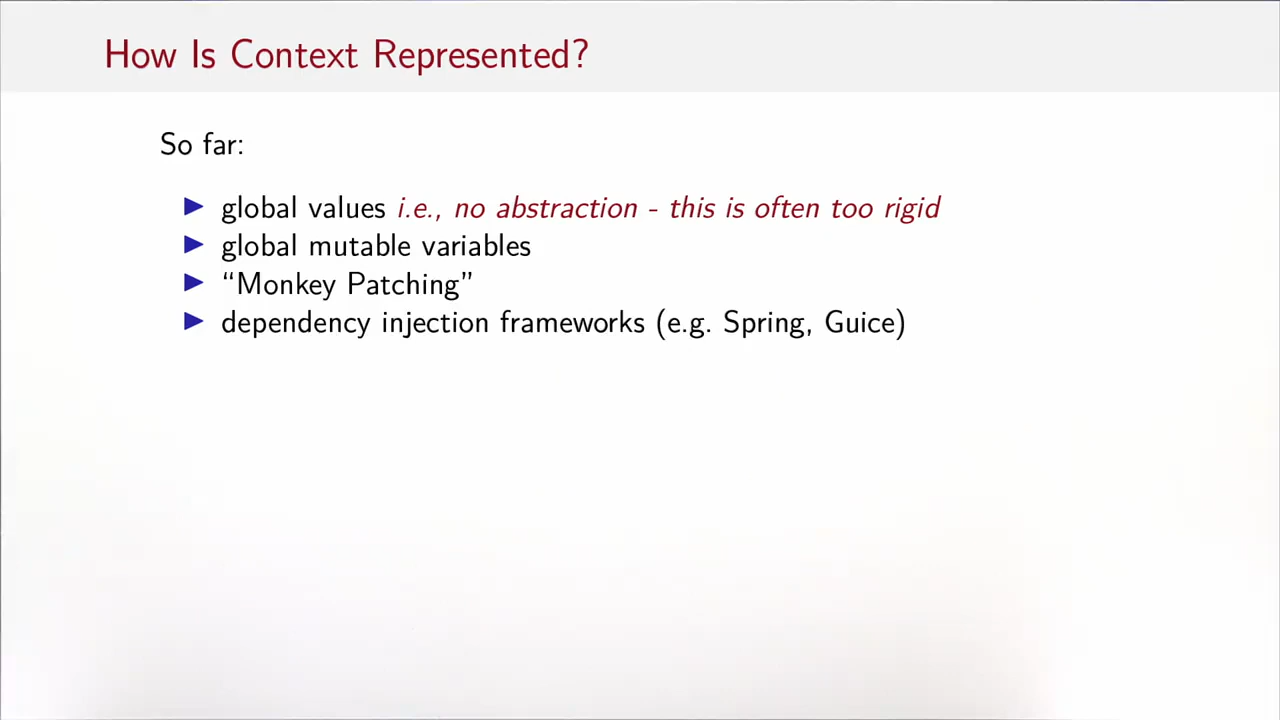 How Is Context Represented?
So far:
▶ global values i.e., no abstraction - this is often too rigid
▶ global mutable variables
▶ “Monkey Patching”
▶ dependency injection frameworks (e.g. Spring, Guice)